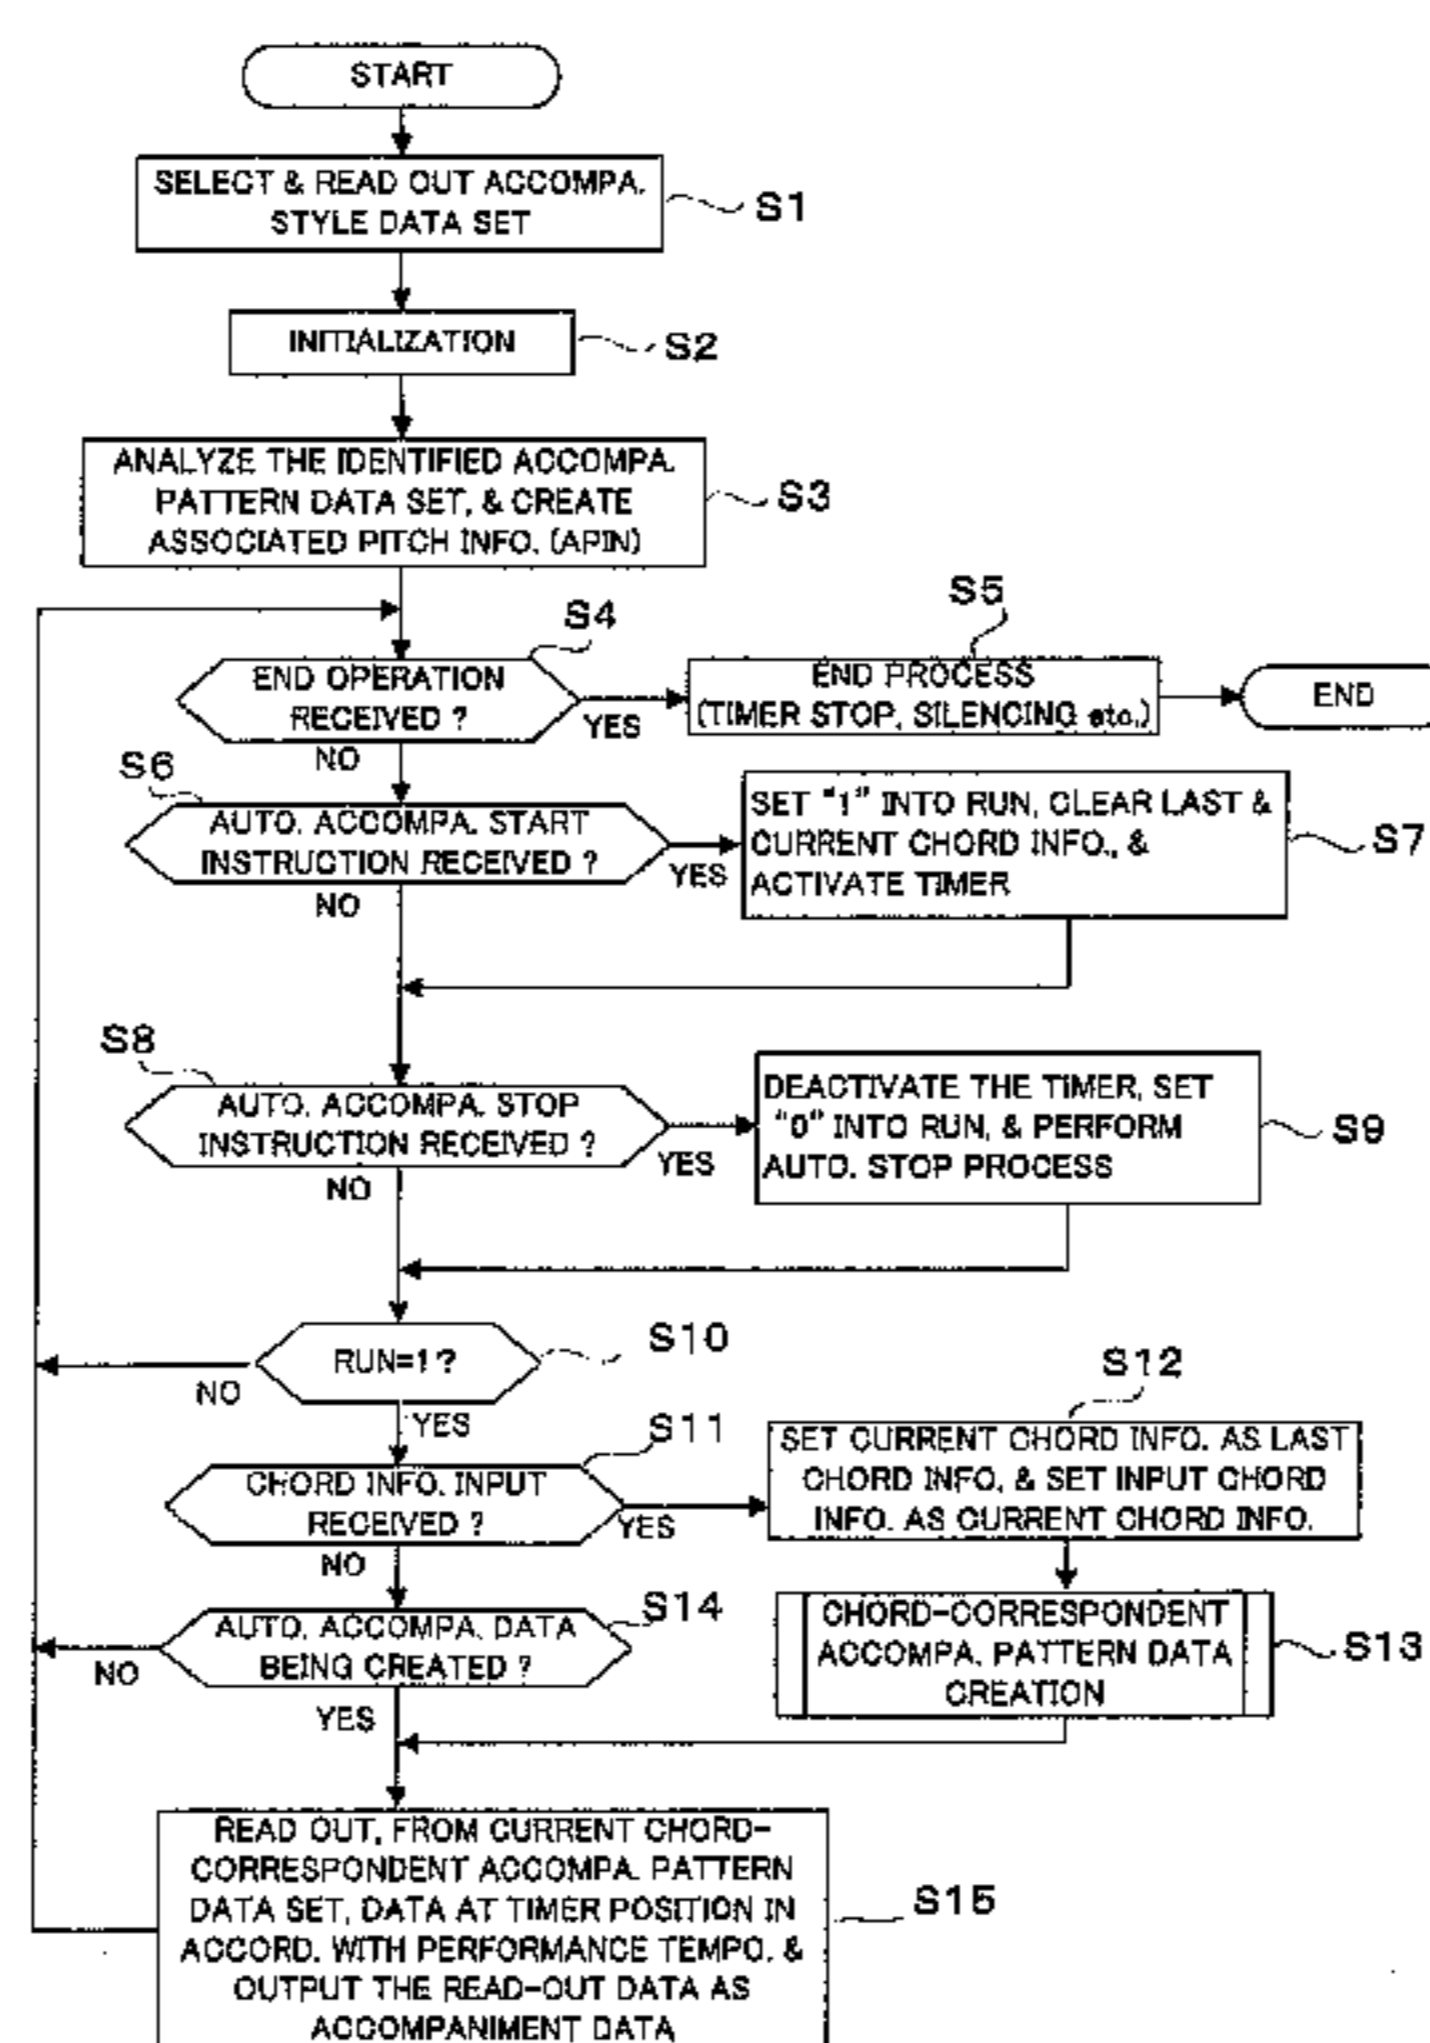 START
SELECT & READ OUT ACCOMPA.
STYLE DATA SET
S1
INITIALIZATION
S2
ANALYZE THE IDENTIFIED ACCOMPA.
PATTERN DATA SET, & CREATE
ASSOCIATED PITCH INFO. (APIN)
S3
S4
END OPERATION
RECEIVED ?
YES
NO
S5
END PROCESS
(TIMER STOP, SILENCING etc.)
END
S6
AUTO. ACCOMPA. START
INSTRUCTION RECEIVED ?
YES
NO
SET "1" INTO RUN, CLEAR LAST &
CURRENT CHORD INFO., &
ACTIVATE TIMER
S7
S8
AUTO. ACCOMPA. STOP
INSTRUCTION RECEIVED ?
YES
NO
DEACTIVATE THE TIMER, SET
"0" INTO RUN, & PERFORM
AUTO. STOP PROCESS
S9
RUN=1 ?
S10
NO
YES
S11
CHORD INFO. INPUT
RECEIVED ?
YES
NO
S12
SET CURRENT CHORD INFO. AS LAST
CHORD INFO, & SET INPUT CHORD
INFO. AS CURRENT CHORD INFO.
CHORD-CORRESPONDENT
ACCOMPA. PATTERN DATA
CREATION
S13
S14
AUTO. ACCOMPA. DATA
BEING CREATED ?
NO
YES
READ OUT, FROM CURRENT CHORD-
CORRESPONDENT ACCOMPA. PATTERN
DATA SET, DATA AT TIMER POSITION IN
ACCORD. WITH PERFORMANCE TEMPO, &
OUTPUT THE READ-OUT DATA AS
ACCOMPANIMENT DATA
S15